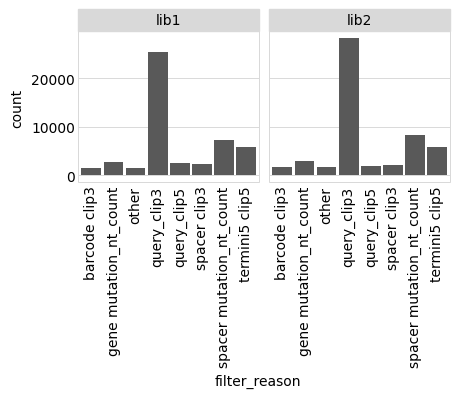 lib1
lib2
count
20000
10000
0
barcode clip3
gene mutation_nt_count
other
query_clip3
query_clip5
spacer clip3
spacer mutation_nt_count
termini5 clip5
barcode clip3
gene mutation_nt_count
other
query_clip3
query_clip5
spacer clip3
spacer mutation_nt_count
termini5 clip5
filter_reason